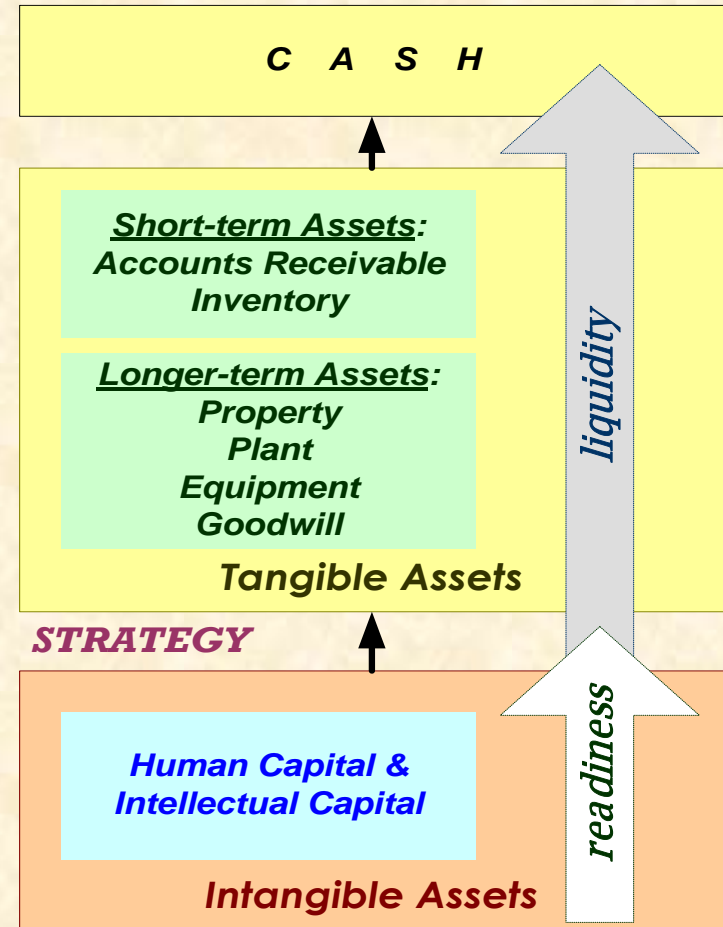 C A S H
Short-term Assets:
Accounts Receivable
Inventory
Longer-term Assets:
Property
Plant
Equipment
Goodwill
Tangible Assets
liquidity
STRATEGY
Human Capital &
Intellectual Capital
Intangible Assets
readiness